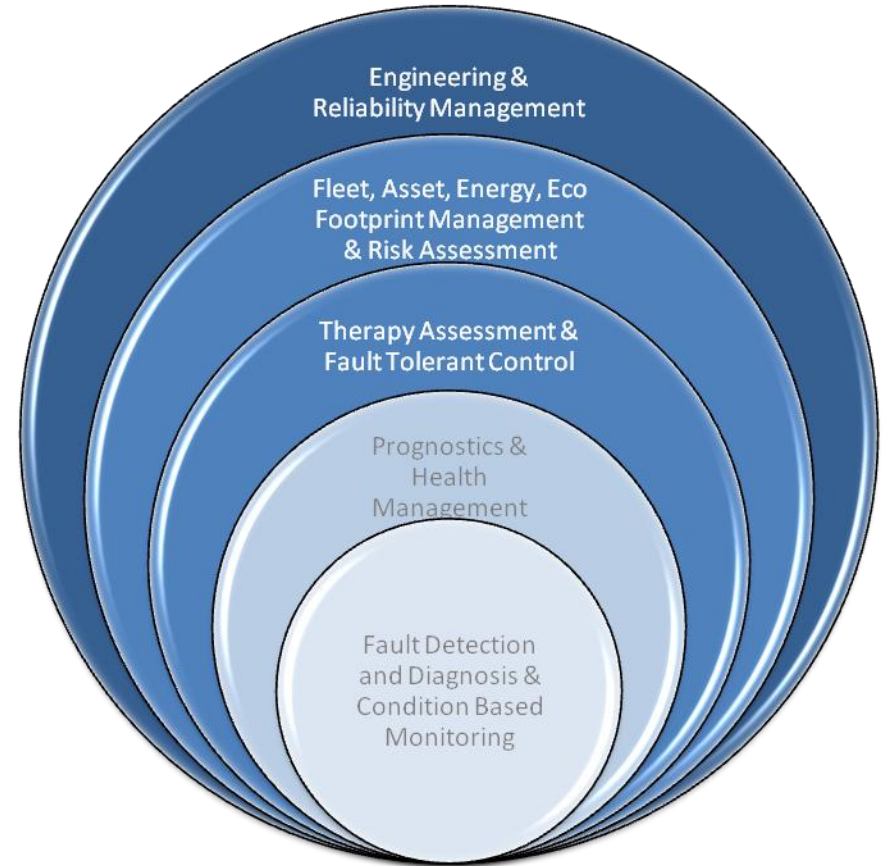 Engineering &
Reliability Management
Fleet, Asset, Energy, Eco
Footprint Management
& Risk Assessment
Therapy Assessment &
Fault Tolerant Control
Prognostics &
Health
Management
Fault Detection
and Diagnosis &
Condition Based
Monitoring